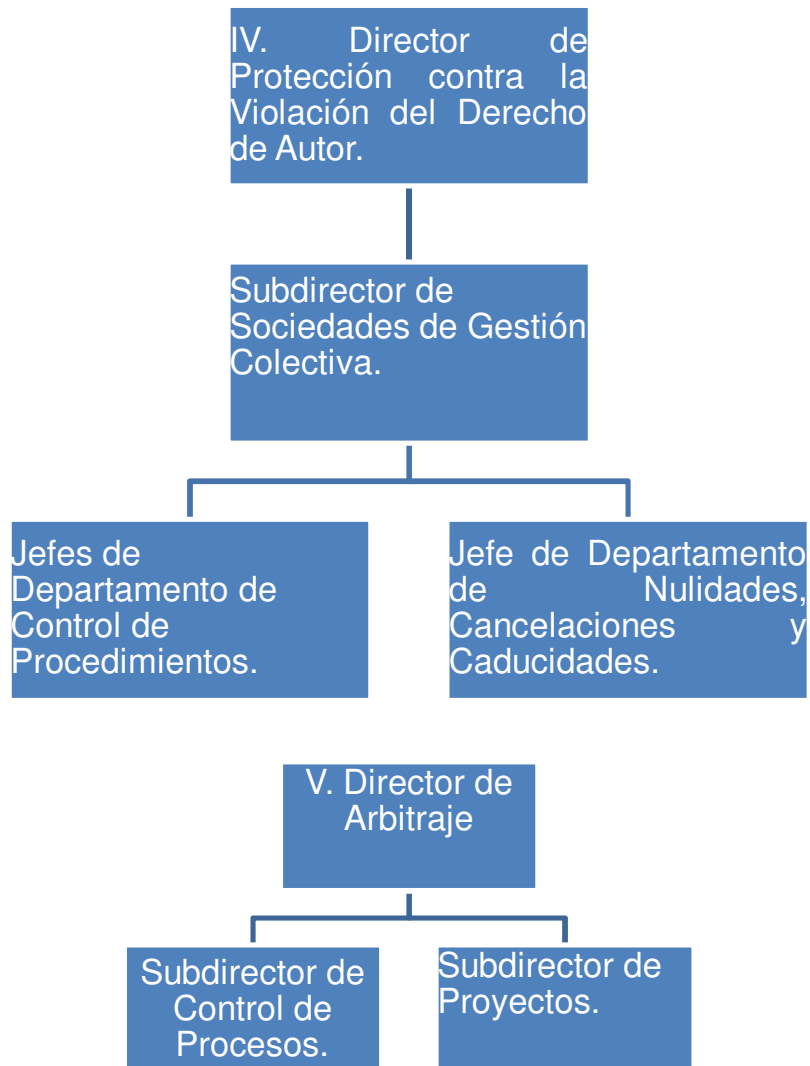 IV. Director de
Protección contra la
Violación del Derecho
de Autor.
Subdirector de
Sociedades de Gestión
Colectiva.
Jefes de
Departamento de
Control de
Procedimientos.
Jefe de Departamento
de Nulidades,
Cancelaciones y
Caducidades.
V. Director de
Arbitraje
Subdirector de
Control de
Procesos.
Subdirector de
Proyectos.